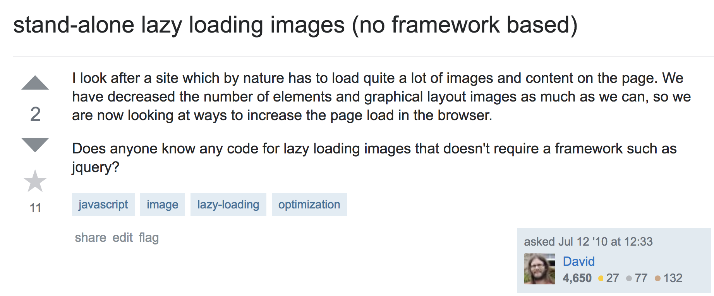 stand-alone lazy loading images (no framework based)
I look after a site which by nature has to load quite a lot of images and content on the page. We
have decreased the number of elements and graphical layout images as much as we can, so we
are now looking at ways to increase the page load in the browser.
2
Does anyone know any code for lazy loading images that doesn't require a framework such as
jquery?
11
javascript image lazy-loading optimization
share edit flag
asked Jul 12 '10 at 12:33
David
4,650 27 77 132